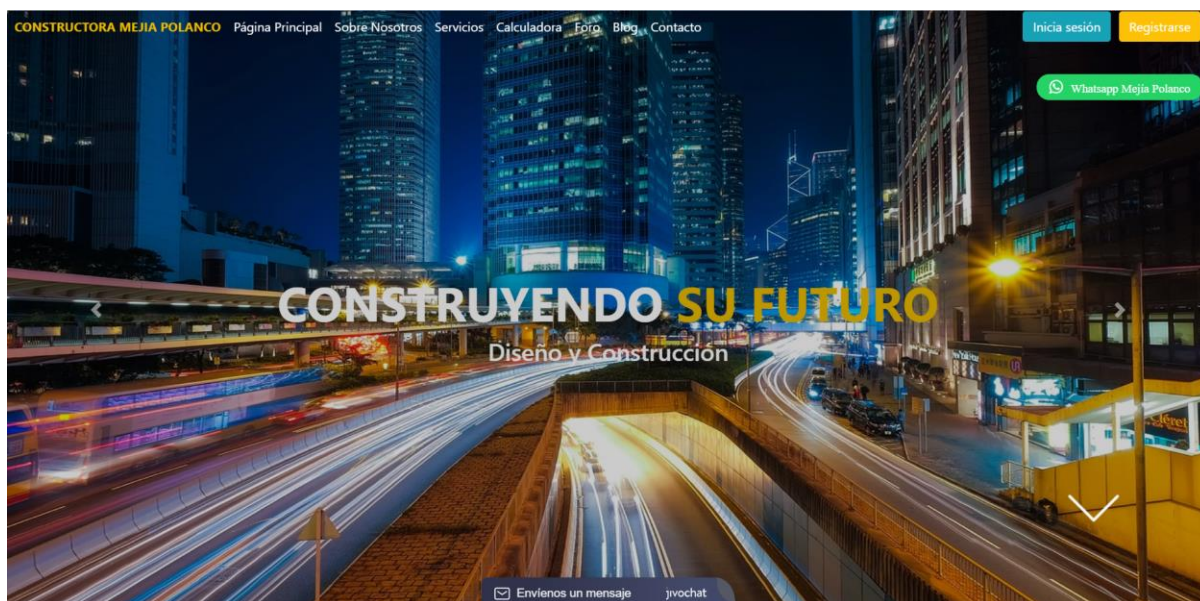 CONSTRUCTORA MEJIA POLANCO Página Principal Sobre Nosotros Servicios Calculadora Foro Blog Contacto Inicia sesión Registrarse
Whatsapp Mejía Polanco
CONSTRUYENDO SU FUTURO
Diseño y Construcción
Envíenos un mensaje jivochat